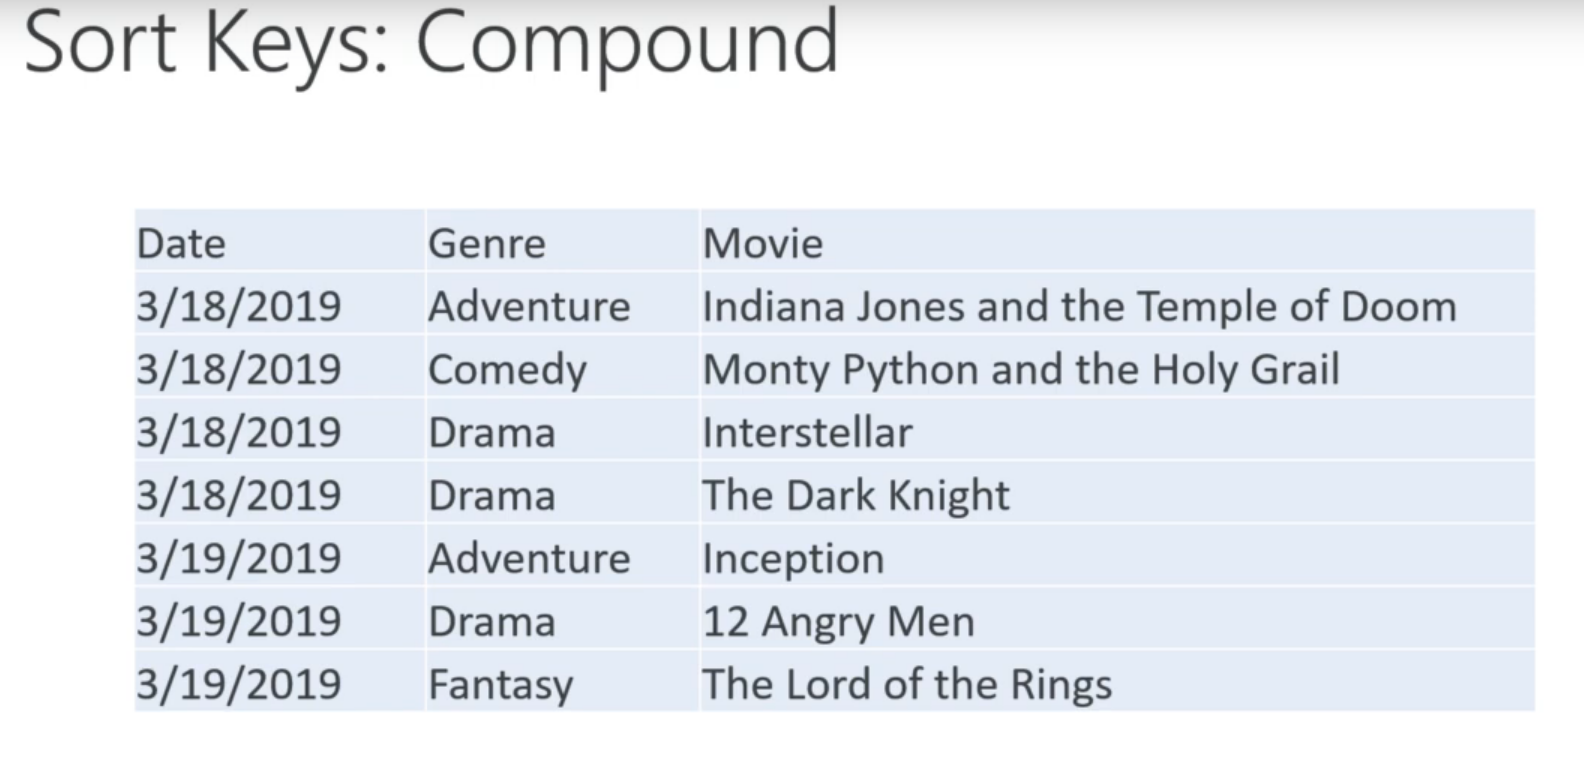 Sort Keys: Compound
Date Genre Movie
3/18/2019 Adventure Indiana Jones and the Temple of Doom
3/18/2019 Comedy Monty Python and the Holy Grail
3/18/2019 Drama Interstellar
3/18/2019 Drama The Dark Knight
3/19/2019 Adventure Inception
3/19/2019 Drama 12 Angry Men
3/19/2019 Fantasy The Lord of the Rings